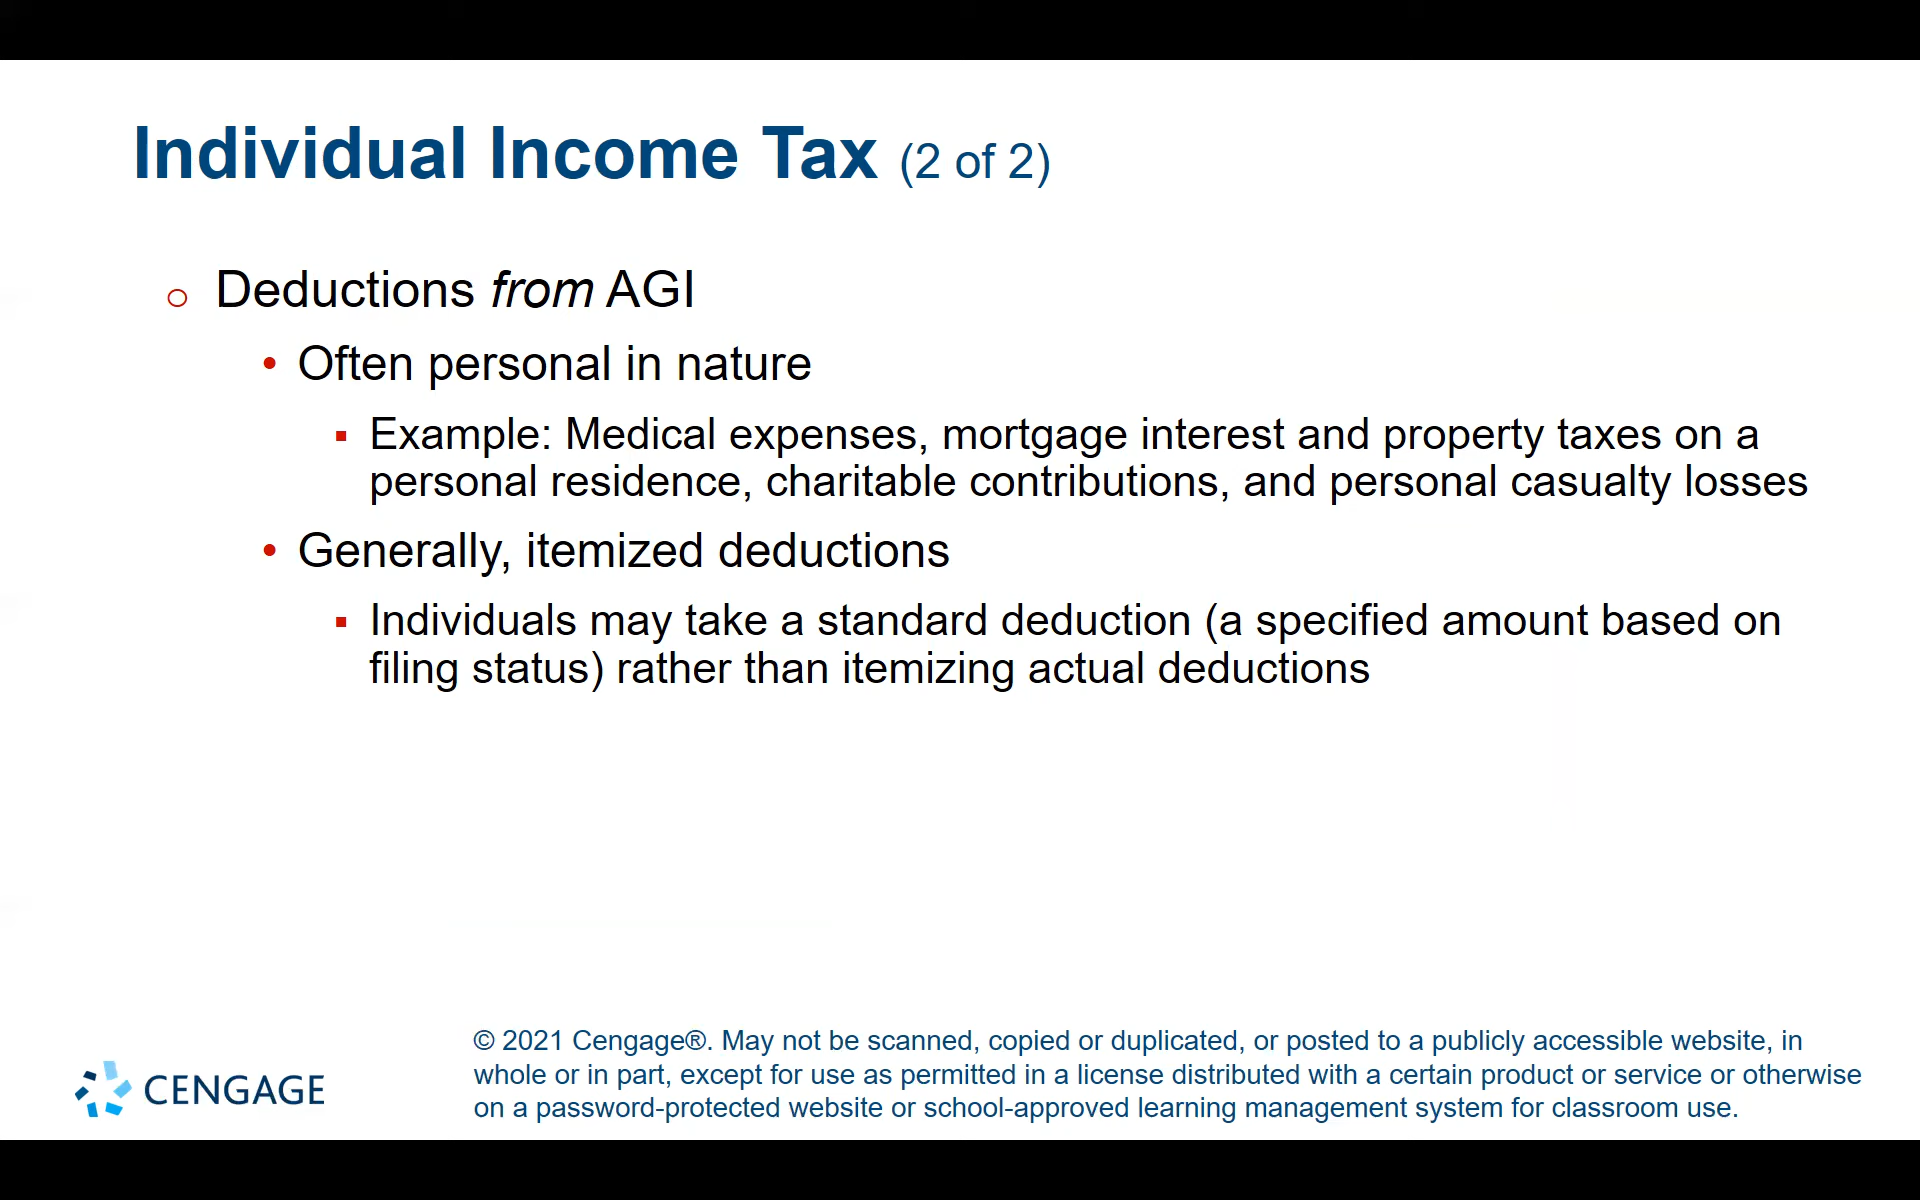 Individual Income Tax (2 of 2)
Deductions from AGI
Often personal in nature
Example: Medical expenses, mortgage interest and property taxes on a
personal residence, charitable contributions, and personal casualty losses
Generally, itemized deductions
Individuals may take a standard deduction (a specified amount based on
filing status) rather than itemizing actual deductions
© 2021 Cengage®. May not be scanned, copied or duplicated, or posted to a publicly accessible website, in
whole or in part, except for use as permitted in a license distributed with a certain product or service or otherwise
on a password-protected website or school-approved learning management system for classroom use.
CENGAGE